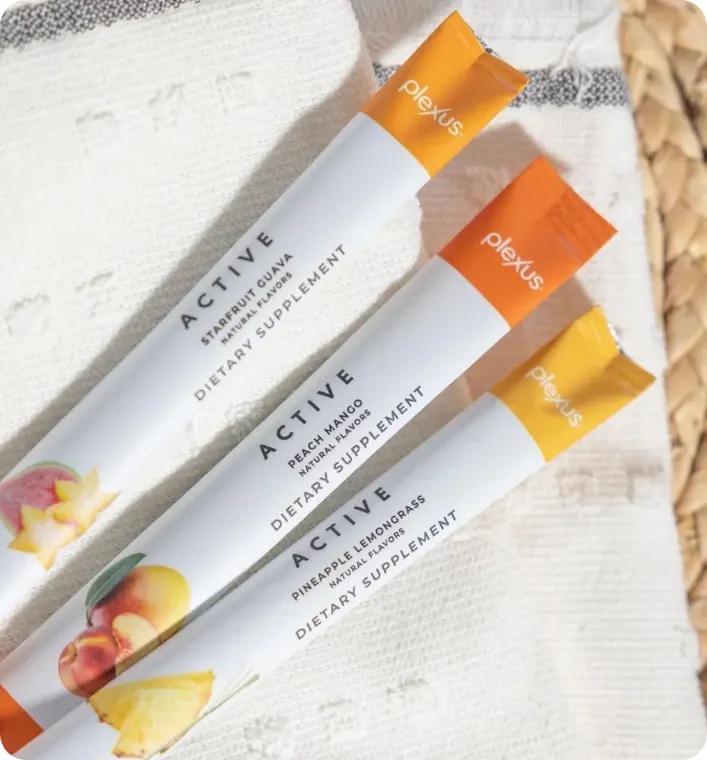 plexus
ACTIVE
STARFRUIT GUAVA
NATURAL FLAVORS
DIETARY SUPPLEMENT
plexus
ACTIVE
PEACH MANGO
NATURAL FLAVORS
DIETARY SUPPLEMENT
plexus
ACTIVE
PINEAPPLE LEMONGRASS
NATURAL FLAVORS
DIETARY SUPPLEMENT